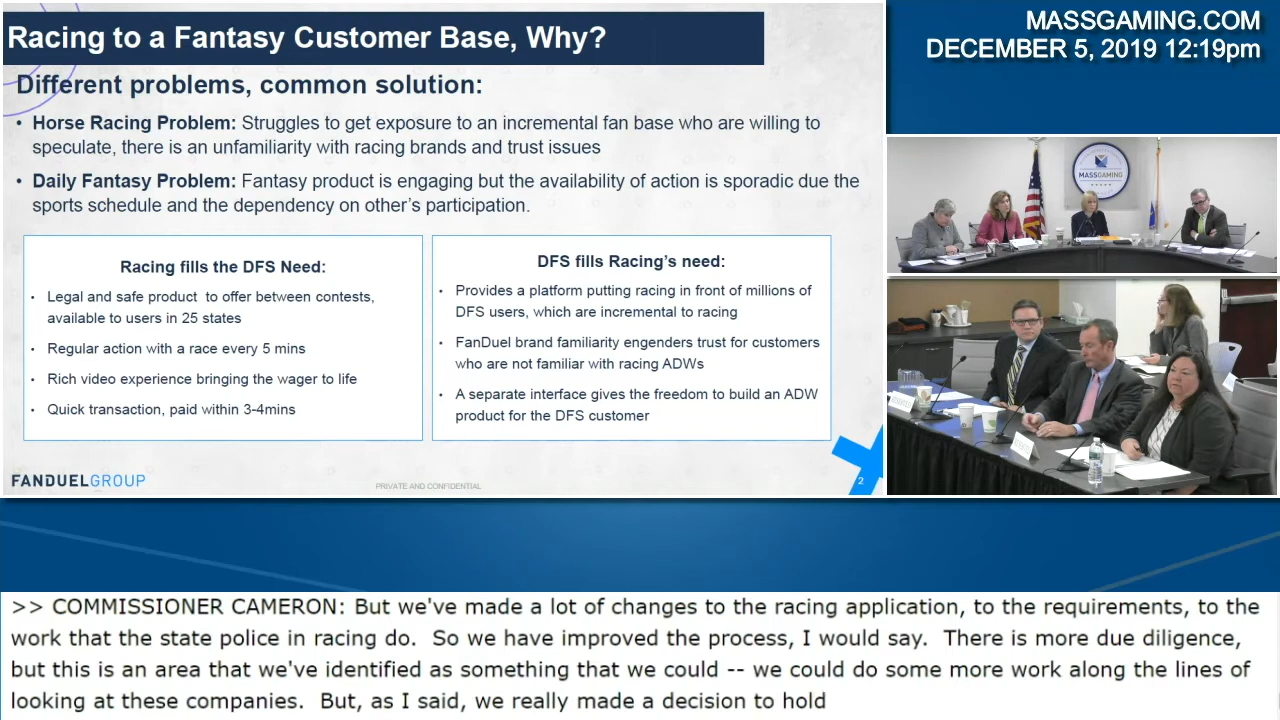 Racing to a Fantasy Customer Base, Why?
Different problems, common solution:
• Horse Racing Problem: Struggles to get exposure to an incremental fan base who are willing to
speculate, there is an unfamiliarity with racing brands and trust issues
• Daily Fantasy Problem: Fantasy product is engaging but the availability of action is sporadic due the
sports schedule and the dependency on other's participation.
Racing fills the DFS Need:
• Legal and safe product to offer between contests,
available to users in 25 states
• Regular action with a race every 5 mins
• Rich video experience bringing the wager to life
• Quick transaction, paid within 3-4mins
DFS fills Racing's need:
• Provides a platform putting racing in front of millions of
DFS users, which are incremental to racing
• FanDuel brand familiarity engenders trust for customers
who are not familiar with racing ADWs
• A separate interface gives the freedom to build an ADW
product for the DFS customer
FANDUELGROUP
PRIVATE AND CONFIDENTIAL
2
MASSGAMING.COM
DECEMBER 5, 2019 12:19pm
MASSGAMING
>> COMMISSIONER CAMERON: But we've made a lot of changes to the racing application, to the requirements, to the
work that the state police in racing do. So we have improved the process, I would say. There is more due diligence,
but this is an area that we've identified as something that we could -- we could do some more work along the lines of
looking at these companies. But, as I said, we really made a decision to hold